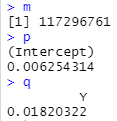 > m
[1] 117296761
> p
(Intercept)
0.006254314
> q
Y
0.01820322